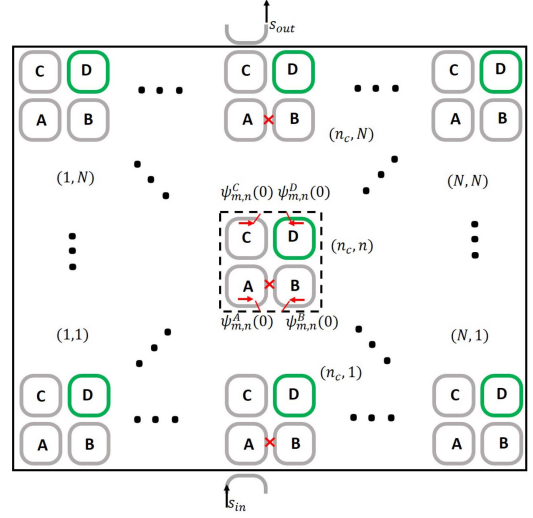 s_out
C D C D C D
A B A B A B
(n_c, N)
(1, N) (N, N)
ψ^C_{m,n}(0) ψ^D_{m,n}(0)
C D (n_c, n)
A B
ψ^A_{m,n}(0) ψ^B_{m,n}(0)
(1,1) (N, 1)
(n_c, 1)
C D C D C D
A B A B A B
s_in